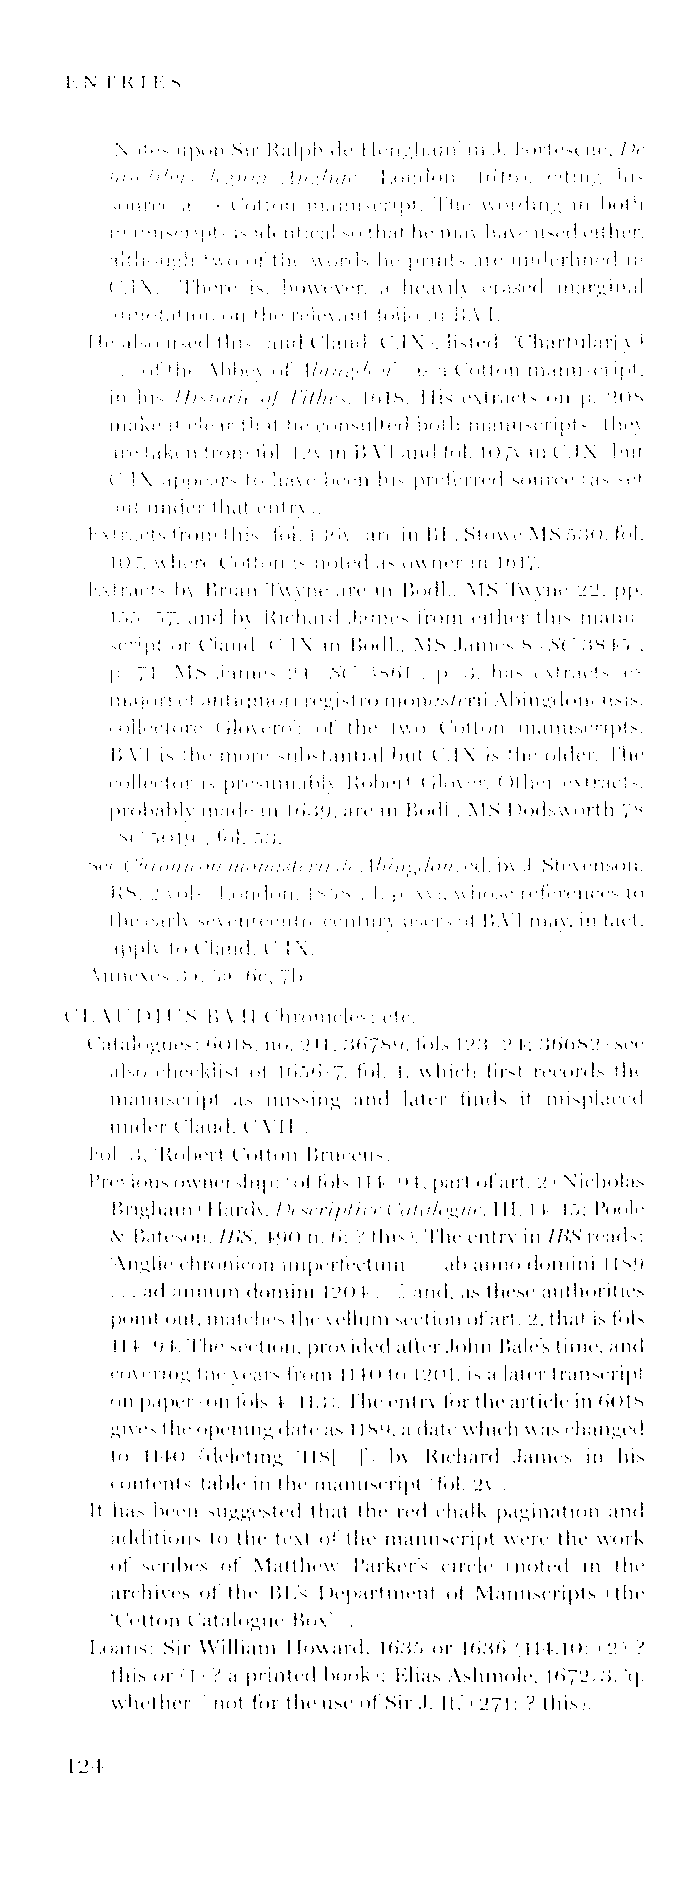 ENTRIES
Notes upon Sir Ralph de Hengham' in J. Fortescue, De
laudibus legum Angliae (London, 1616), citing his
source as a Cotton manuscript. The wording in both
manuscripts is identical so that he may have used either,
although two of the words he prints are underlined in
C.IX. There is, however, a heavily erased marginal
annotation on the relevant folio in B.VI.
He also used this (and Claud. C.IX), listed 'Chartularj
. . . of the Abbey of Abingdon', as a Cotton manuscript,
in his Historie of Tithes, 1618. His extracts on p. 208
make it clear that he consulted both manuscripts (they
are taken from fol. 12v in B.VI and fol. 107v in C.IX) but
C.IX appears to have been his preferred source (as set
out under that entry).
Extracts from this, fol. 136v, are in BL, Stowe MS 530, fol.
107, where Cotton is noted as owner in 1617.
Extracts by Brian Twyne are in Bodl., MS Twyne 22, pp.
155–57, and by Richard James from either this manu-
script or Claud. C.IX in Bodl., MS James 8 (SC 3845),
p. 71. MS James 24 (SC 3861), p. 3, has extracts 'ex
majori et antiquiori registro monesterii Abingdonensis,
collectore Glovero': of the two Cotton manuscripts,
B.VI is the more substantial but C.IX is the older. The
collector is presumably Robert Glover. Other extracts,
probably made in 1639, are in Bodl., MS Dodsworth 78
(SC 5019), fol. 53.
See Chronicon monasterii de Abingdon, ed. by J. Stevenson,
RS, 2 vols (London, 1858), I, p. xvi, whose references to
the early seventeenth-century users of B.VI may, in fact,
apply to Claud. C.IX.
Annexes 6c, 7b
CLAUDIUS B.VII Chronicles; etc.
Catalogues: 6018, no. 211; 36789, fols 123–24; 36682 (see
also checklist of 1656–7, fol. 4, which first records the
manuscript as missing and later finds it misplaced
under Claud. C.VII).
Fol. 3, 'Robert Cotton Bruceus'.
Previous ownership: (of fols 114–94, part of art. 2) Nicholas
Brigham (Hardy, Descriptive Catalogue, III, 14–15; Poole
& Bateson, IBS, 490 n. 6: ? this). The entry in IBS reads:
'Anglie chronicon imperfectum . . . ab anno domini 1189
. . . ad annum domini 1204 . . .' and, as these authorities
point out, matches the vellum section of art. 2, that is fols
114–94. The section, provided after John Bale's time, and
covering the years from 1140 to 1201, is a later transcript
on paper (on fols 4–113). The entry for the article in 6018
gives the opening date as 1189, a date which was changed
to 1140 (deleting '118[ ]') by Richard James in his
contents table in the manuscript (fol. 2v).
It has been suggested that the red chalk pagination and
additions to the text of the manuscript were the work
of scribes of Matthew Parker's circle (noted in the
archives of the BL's Department of Manuscripts (the
'Cotton Catalogue Box').
Loans: Sir William Howard, 1635 or 1636 (114.10: (2) ?
this or (1) ? a printed book); Elias Ashmole, 1672/3, 'q.
whether [ ] not for the use of Sir J. H.' (271: ? this).
124